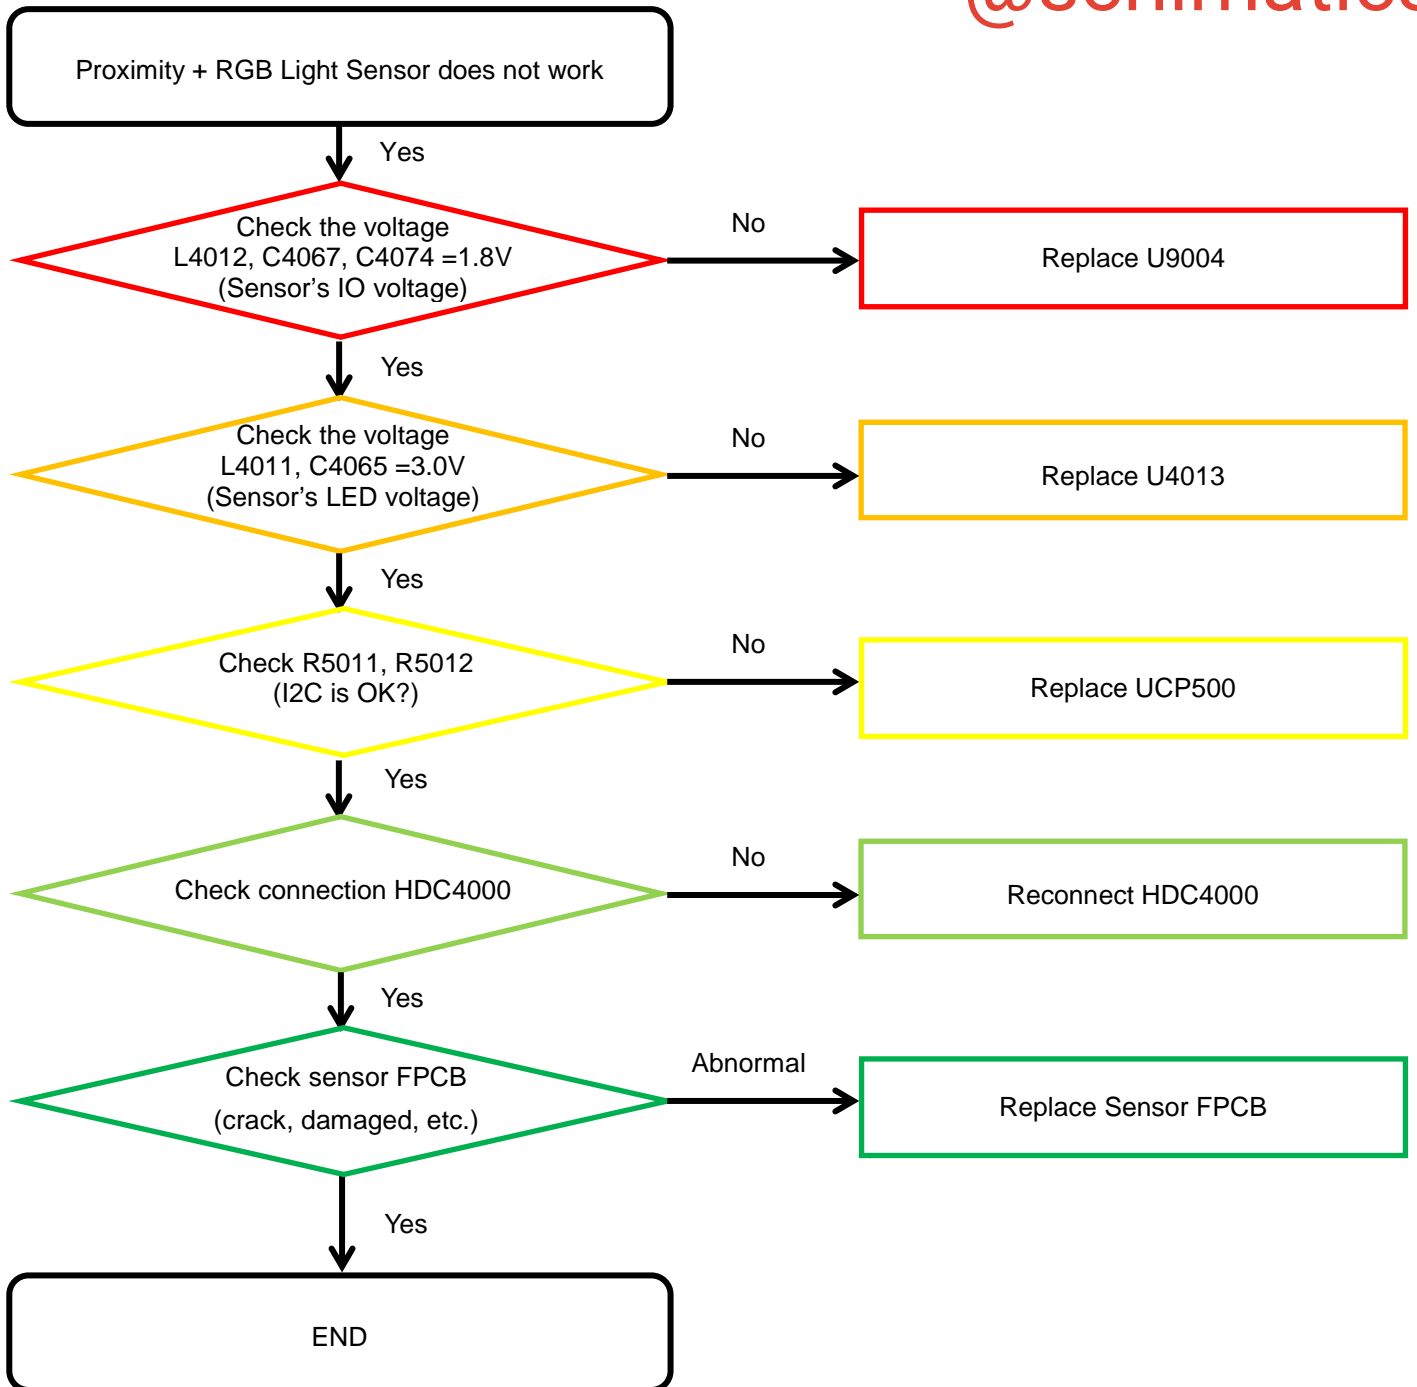 Proximity + RGB Light Sensor does not work
Yes
Check the voltage
L4012, C4067, C4074 =1.8V
(Sensor's IO voltage)
No
Replace U9004
Yes
Check the voltage
L4011, C4065 =3.0V
(Sensor's LED voltage)
No
Replace U4013
Yes
Check R5011, R5012
(I2C is OK?)
No
Replace UCP500
Yes
Check connection HDC4000
No
Reconnect HDC4000
Yes
Check sensor FPCB
(crack, damaged, etc.)
Abnormal
Replace Sensor FPCB
Yes
END